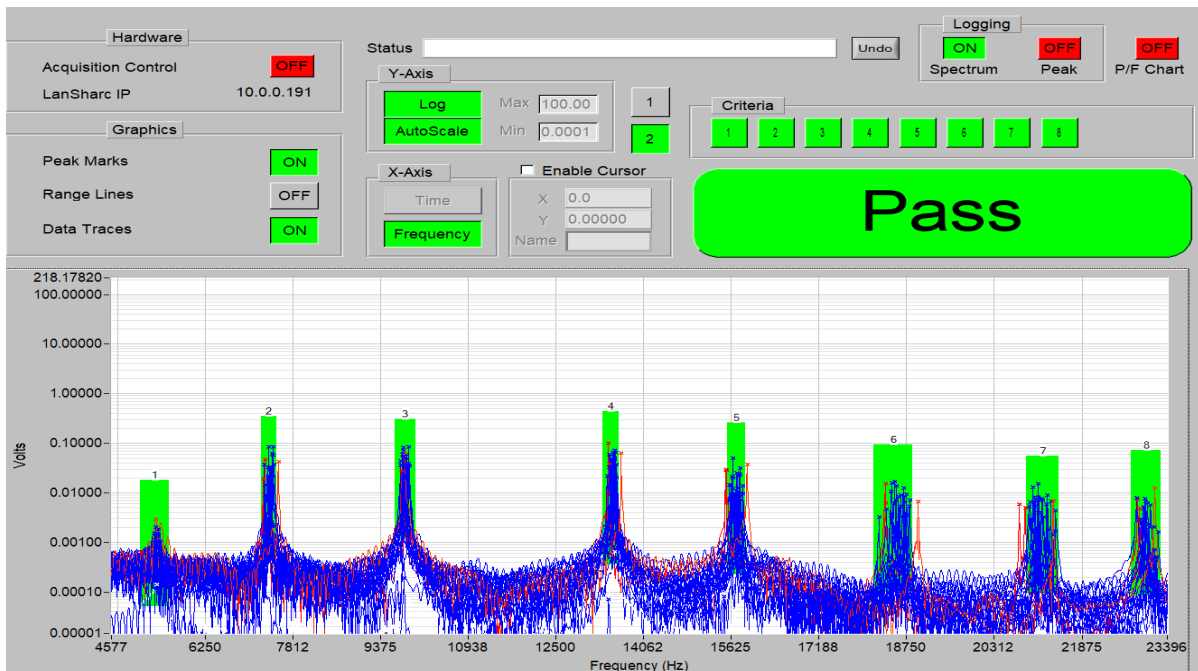 Hardware
Acquisition Control OFF
LanSharc IP 10.0.0.191
Graphics
Peak Marks ON
Range Lines OFF
Data Traces ON
Status Undo
Y-Axis
Log Max 100.00
AutoScale Min 0.0001
1
2
X-Axis
Time
Frequency
Enable Cursor
X 0.0
Y 0.00000
Name
Logging
ON OFF OFF
Spectrum Peak P/F Chart
Criteria
1 2 3 4 5 6 7 8
Pass
218.17820
100.00000
10.00000
1.00000
0.10000
0.01000
0.00100
0.00010
0.00001
Volts
1 2 3 4 5 6 7 8
4577 6250 7812 9375 10938 12500 14062 15625 17188 18750 20312 21875 23396
Frequency (Hz)